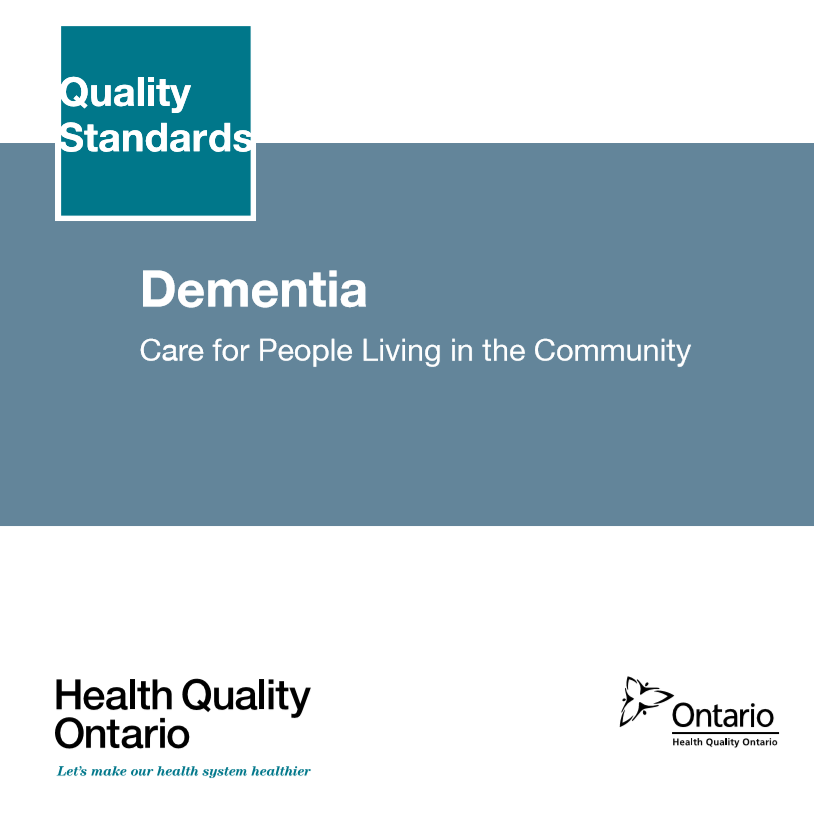 Quality
Standards
Dementia
Care for People Living in the Community
Health Quality
Ontario
Let's make our health system healthier
Ontario
Health Quality Ontario